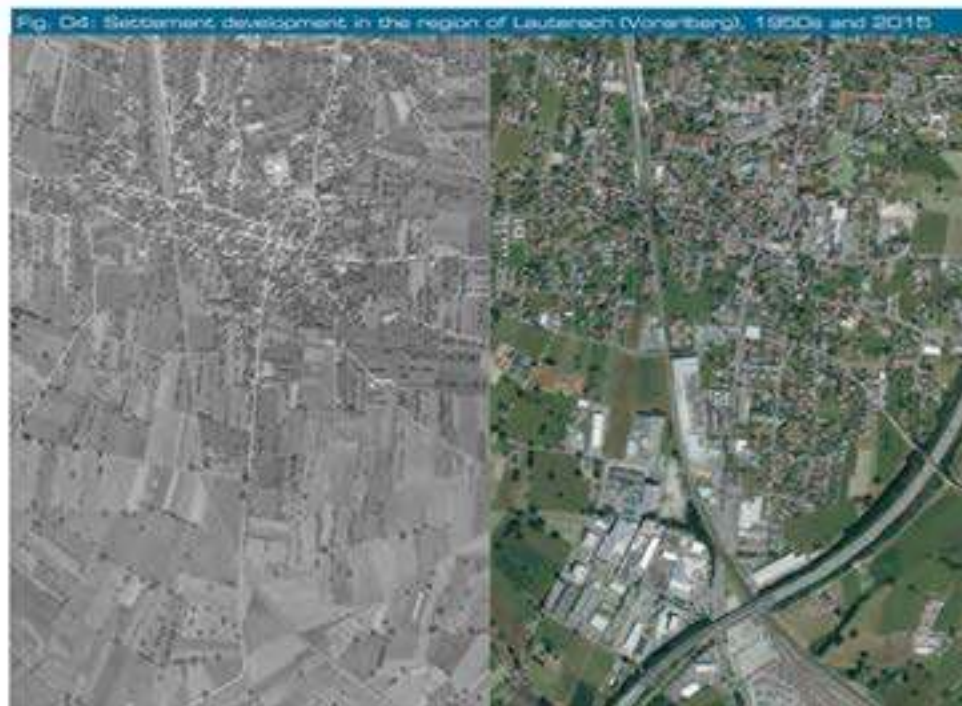 Fig. 04: Settlement development in the region of Lauterach (Vorarlberg), 1950s and 2015